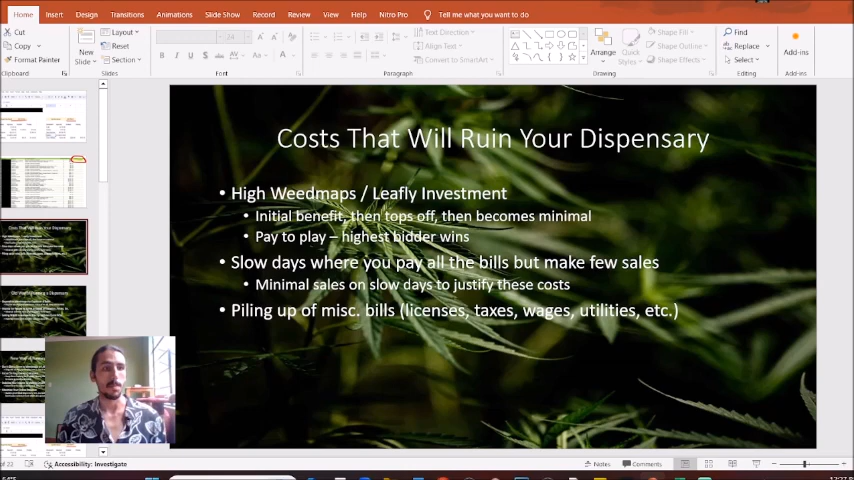 Home Insert Design Transitions Animations Slide Show Record Review View Help Nitro Pro Tell me what you want to do
Cut
Copy
Format Painter
Clipboard
New
Slide
Layout
Reset
Section
Slides
24
B I U S
Font
Paragraph
Text Direction
Align Text
Convert to SmartArt
Arrange
Quick
Styles
Shape Fill
Shape Outline
Shape Effects
Drawing
Find
Replace
Select
Editing
Add-ins
Add-ins
Costs That Will Ruin Your Dispensary
• High Weedmaps / Leafly Investment
• Initial benefit, then tops off, then becomes minimal
• Pay to play – highest bidder wins
• Slow days where you pay all the bills but make few sales
• Minimal sales on slow days to justify these costs
• Piling up of misc. bills (licenses, taxes, wages, utilities, etc.)
Accessibility: Investigate
Notes
Comments